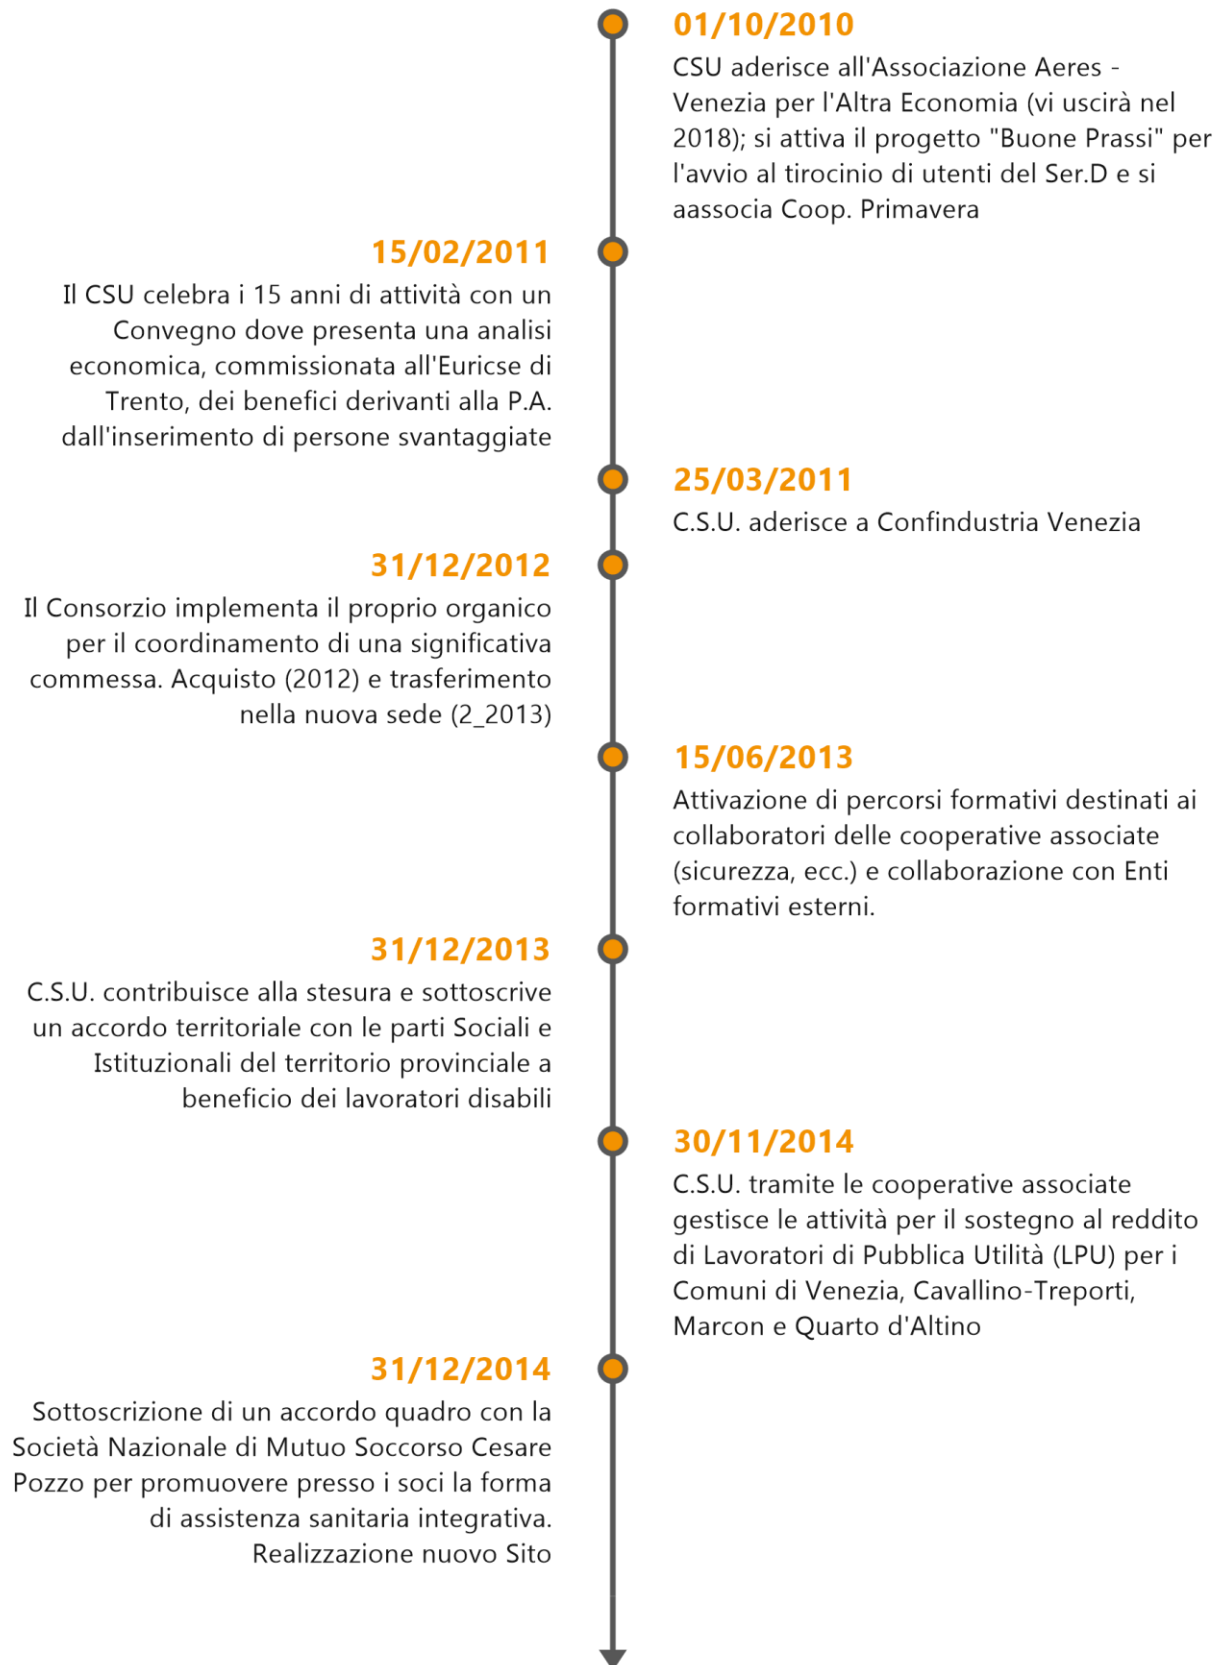 01/10/2010
CSU aderisce all'Associazione Aeres -
Venezia per l'Altra Economia (vi uscirà nel
2018); si attiva il progetto "Buone Prassi" per
l'avvio al tirocinio di utenti del Ser.D e si
aassocia Coop. Primavera
15/02/2011
Il CSU celebra i 15 anni di attività con un
Convegno dove presenta una analisi
economica, commissionata all'Euricse di
Trento, dei benefici derivanti alla P.A.
dall'inserimento di persone svantaggiate
25/03/2011
C.S.U. aderisce a Confindustria Venezia
31/12/2012
Il Consorzio implementa il proprio organico
per il coordinamento di una significativa
commessa. Acquisto (2012) e trasferimento
nella nuova sede (2_2013)
15/06/2013
Attivazione di percorsi formativi destinati ai
collaboratori delle cooperative associate
(sicurezza, ecc.) e collaborazione con Enti
formativi esterni.
31/12/2013
C.S.U. contribuisce alla stesura e sottoscrive
un accordo territoriale con le parti Sociali e
Istituzionali del territorio provinciale a
beneficio dei lavoratori disabili
30/11/2014
C.S.U. tramite le cooperative associate
gestisce le attività per il sostegno al reddito
di Lavoratori di Pubblica Utilità (LPU) per i
Comuni di Venezia, Cavallino-Treporti,
Marcon e Quarto d'Altino
31/12/2014
Sottoscrizione di un accordo quadro con la
Società Nazionale di Mutuo Soccorso Cesare
Pozzo per promuovere presso i soci la forma
di assistenza sanitaria integrativa.
Realizzazione nuovo Sito